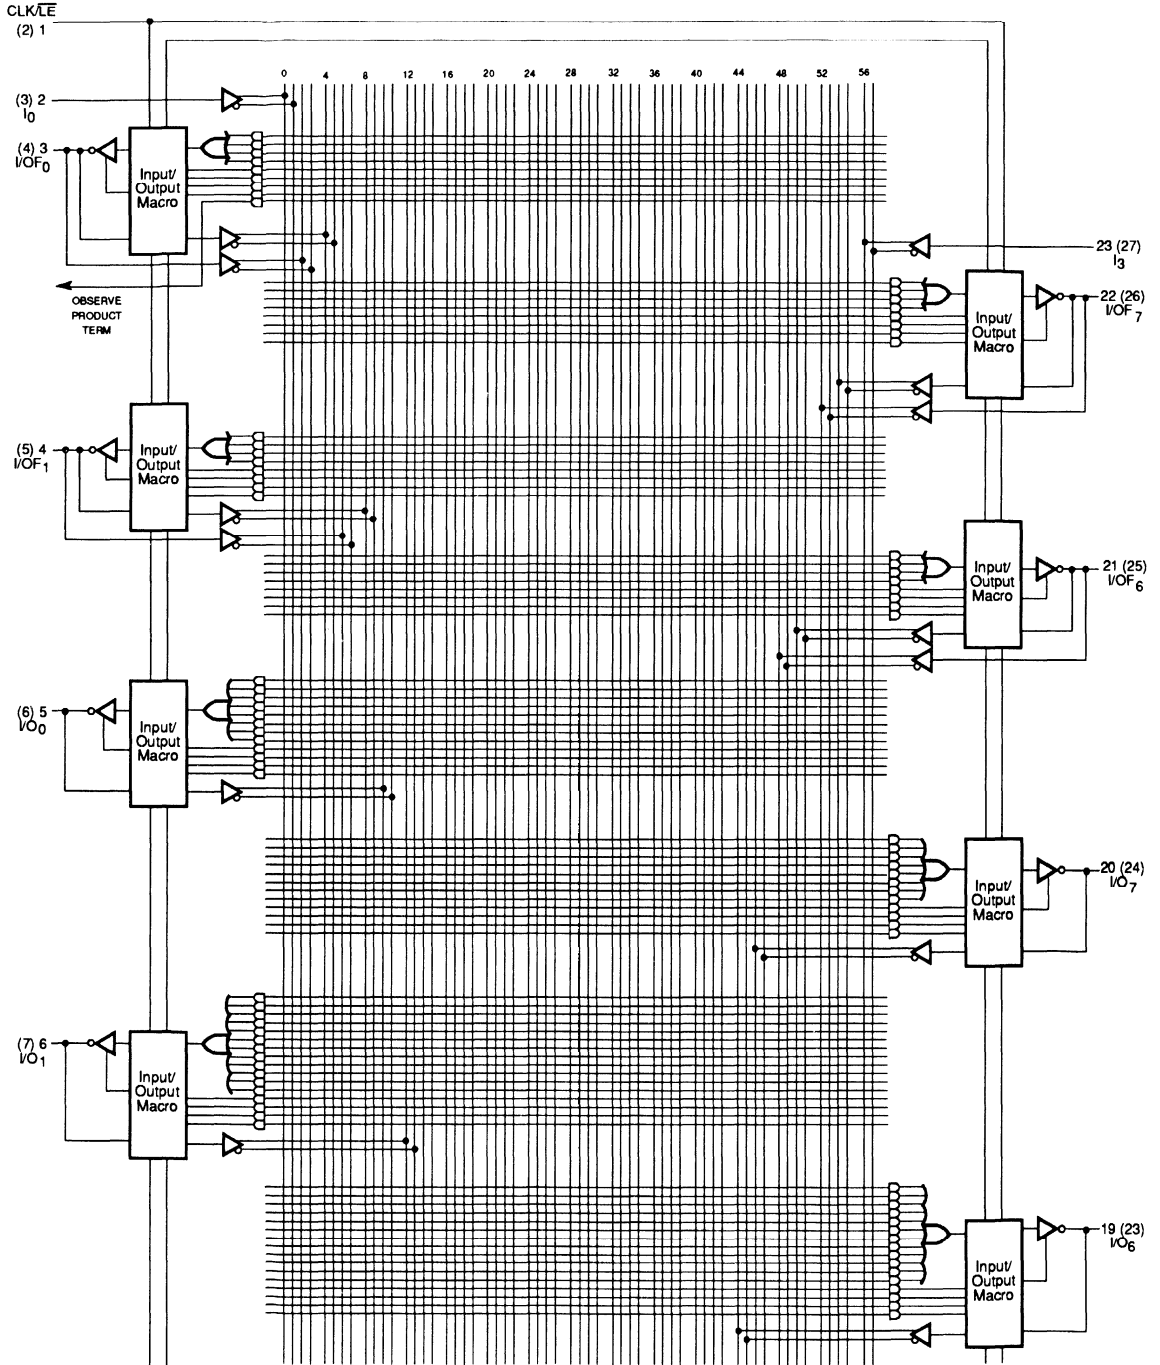 CLK/LE
(2) 1
0 4 8 12 16 20 24 28 32 36 40 44 48 52 56
(3) 2
I0
(4) 3
I/OF0
Input/
Output
Macro
23 (27)
I3
OBSERVE
PRODUCT
TERM
22 (26)
I/OF7
Input/
Output
Macro
(5) 4
I/OF1
Input/
Output
Macro
21 (25)
I/OF6
Input/
Output
Macro
(6) 5
I/O0
Input/
Output
Macro
20 (24)
I/O7
Input/
Output
Macro
(7) 6
I/O1
Input/
Output
Macro
19 (23)
I/O6
Input/
Output
Macro